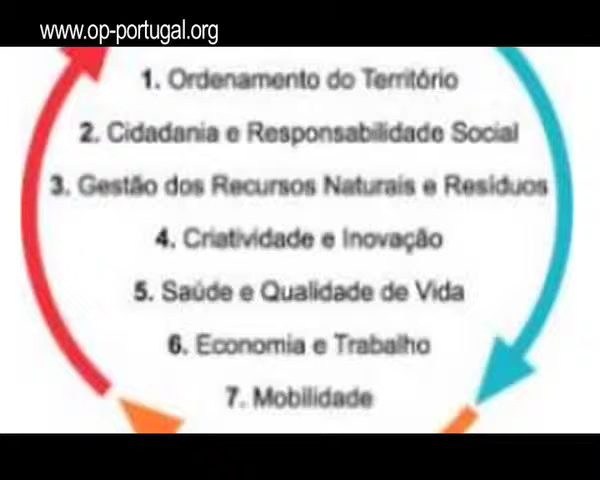 www.op-portugal.org
1. Ordenamento do Território
2. Cidadania e Responsabilidade Social
3. Gestão dos Recursos Naturais e Resíduos
4. Criatividade e Inovação
5. Saúde e Qualidade de Vida
6. Economia e Trabalho
7. Mobilidade